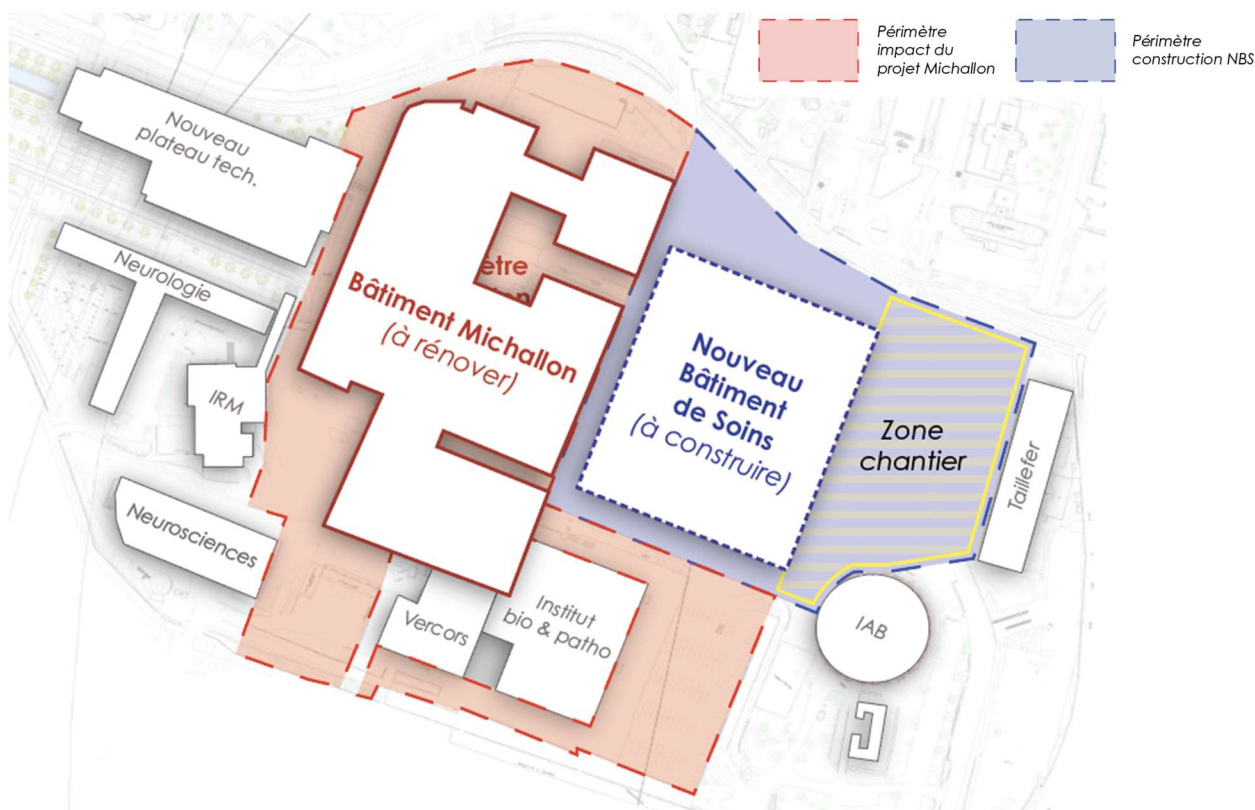 Périmètre
impact du
projet Michallon
Périmètre
construction NBS
Nouveau
plateau tech.
Neurologie
IRM
Neurosciences
ètre
Bâtiment Michallon
(à rénover)
Nouveau
Bâtiment
de Soins
(à construire)
Zone
chantier
Taillefer
Vercors
Institut
bio & patho
IAB